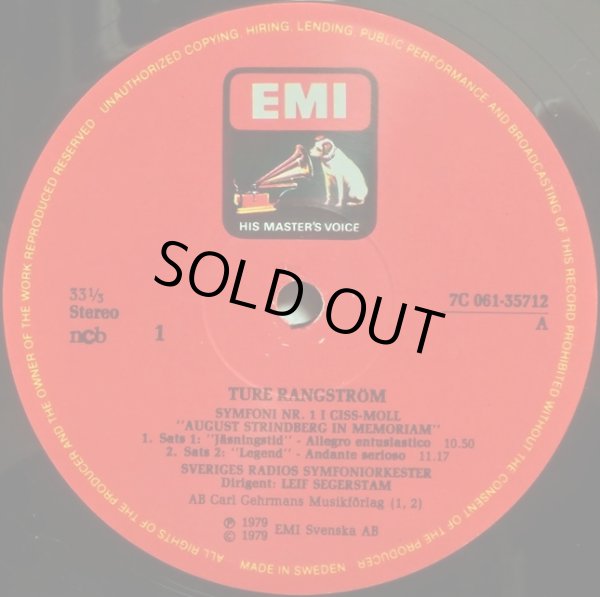 UNAUTHORIZED COPYING, HIRING, LENDING, PUBLIC PERFORMANCE AND BROADCASTING OF THIS RECORD PROHIBITED WITHOUT THE CONSENT OF THE PRODUCER
ALL RIGHTS OF THE PRODUCER AND THE OWNER OF THE WORK REPRODUCED RESERVED
EMI
HIS MASTER'S VOICE
SOLD OUT
33 1/3
Stereo
ncb
1
7C 061-35712
A
TURE RANGSTRÖM
SYMFONI NR. 1 I CISS-MOLL
"AUGUST STRINDBERG IN MEMORIAM"
1. Sats 1: "Jäsningstid" - Allegro entusiastico 10.50
2. Sats 2: "Legend" - Andante serioso 11.17
SVERIGES RADIOS SYMFONIORKESTER
Dirigent: LEIF SEGERSTAM
AB Carl Gehrmans Musikförlag (1, 2)
℗ 1979
© 1979 EMI Svenska AB
MADE IN SWEDEN